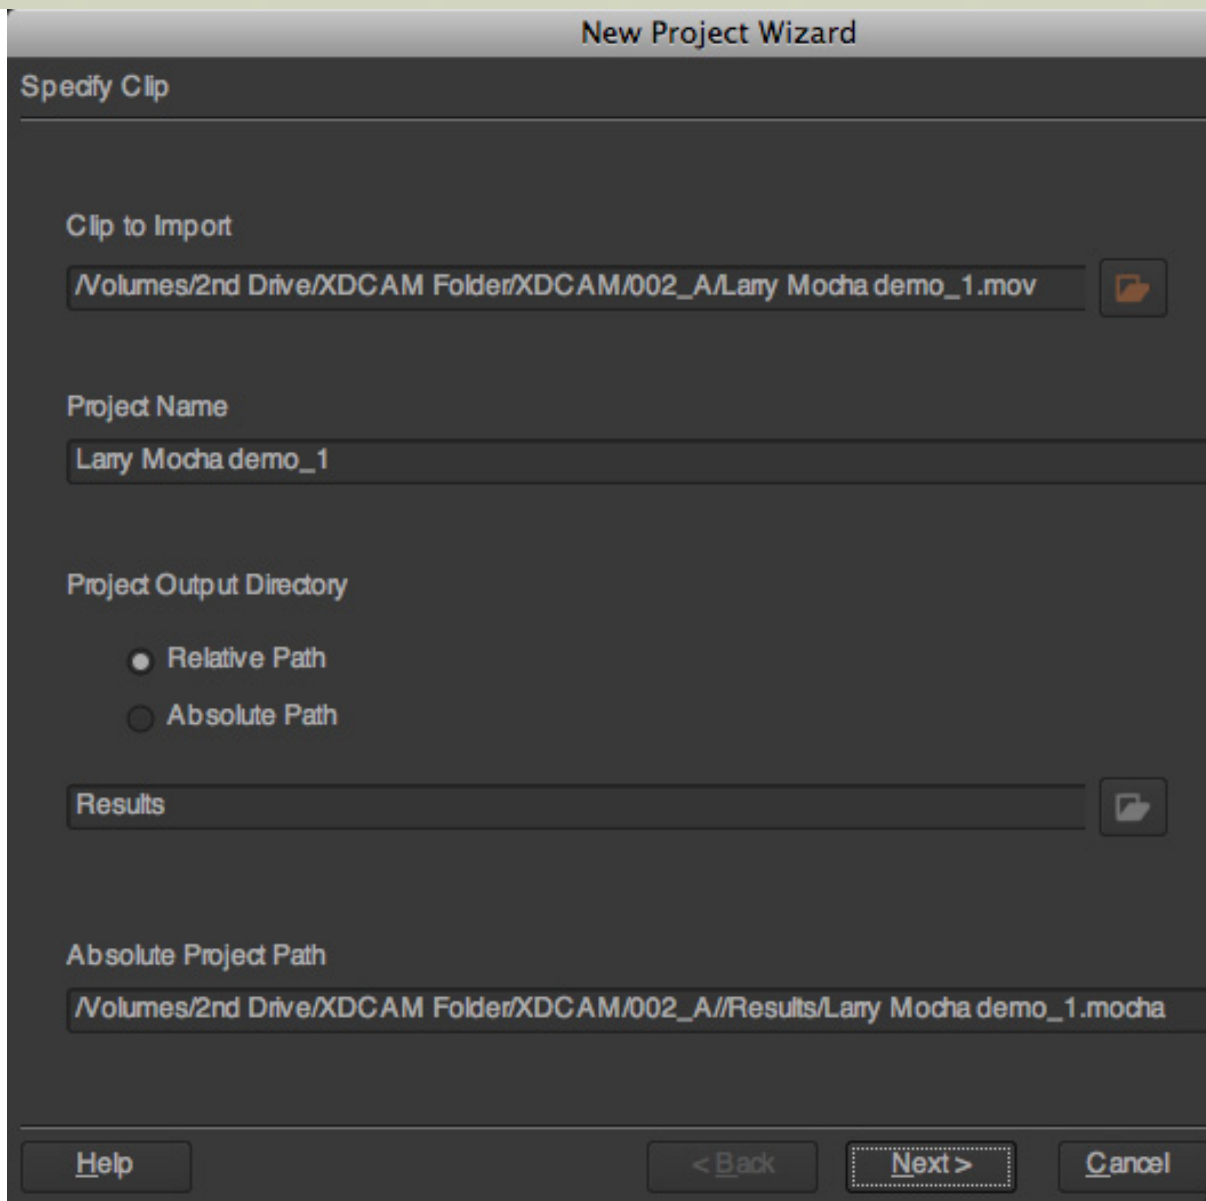 New Project Wizard
Specify Clip
Clip to Import
/Volumes/2nd Drive/XDCAM Folder/XDCAM/002_A/Larry Mocha demo_1.mov
Project Name
Larry Mocha demo_1
Project Output Directory
Relative Path
Absolute Path
Results
Absolute Project Path
/Volumes/2nd Drive/XDCAM Folder/XDCAM/002_A//Results/Larry Mocha demo_1.mocha
Help
< Back
Next >
Cancel